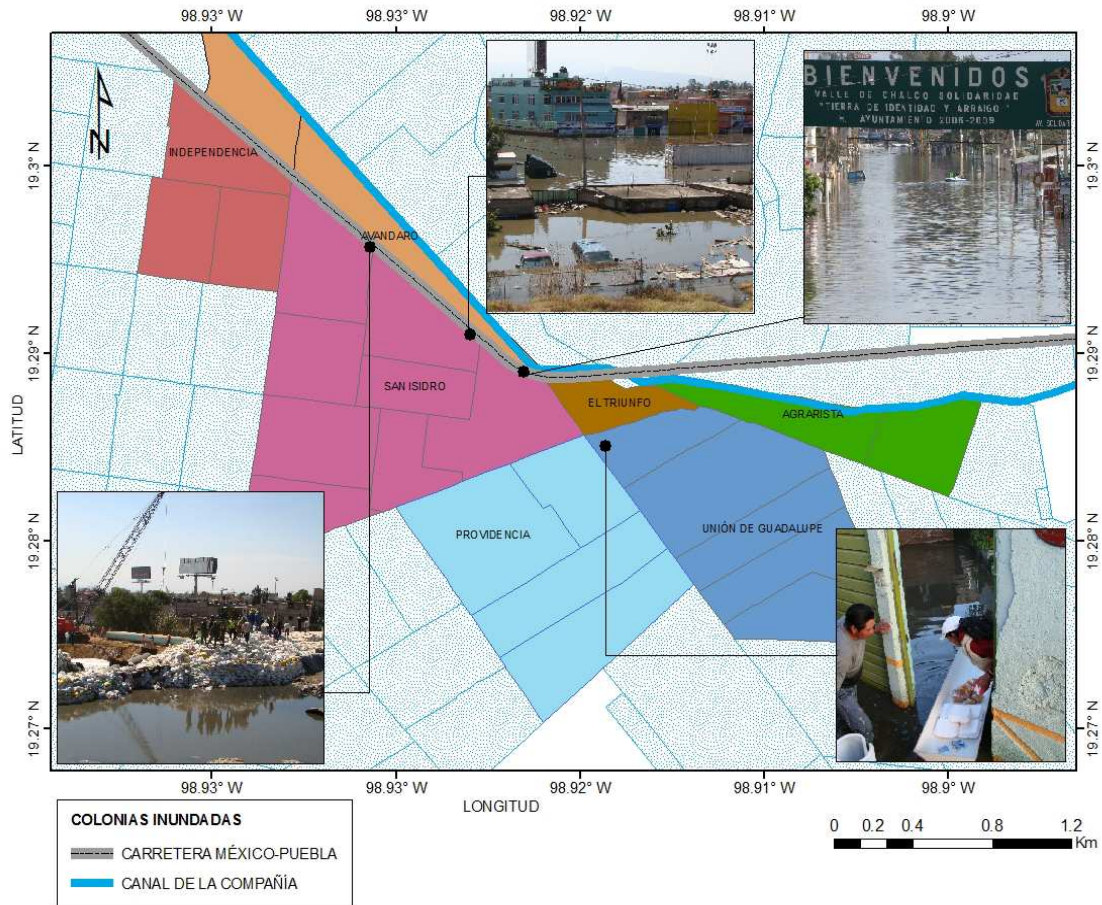 98.93° W 98.93° W 98.92° W 98.91° W 98.9° W
19.3° N
19.29° N
19.28° N
19.27° N
LATITUD
N
INDEPENDENCIA
AVANDARO
SAN ISIDRO
EL TRIUNFO
AGRARISTA
PROVIDENCIA
UNIÓN DE GUADALUPE
BIENVENIDOS
VALLE DE CHALCO SOLIDARIDAD
"TIERRA DE IDENTIDAD Y ARRAIGO"
H. AYUNTAMIENTO 2006-2009
19.3° N
19.29° N
19.28° N
19.27° N
98.93° W 98.93° W 98.92° W 98.91° W 98.9° W
LONGITUD
COLONIAS INUNDADAS
CARRETERA MÉXICO-PUEBLA
CANAL DE LA COMPAÑÍA
0 0.2 0.4 0.8 1.2
Km